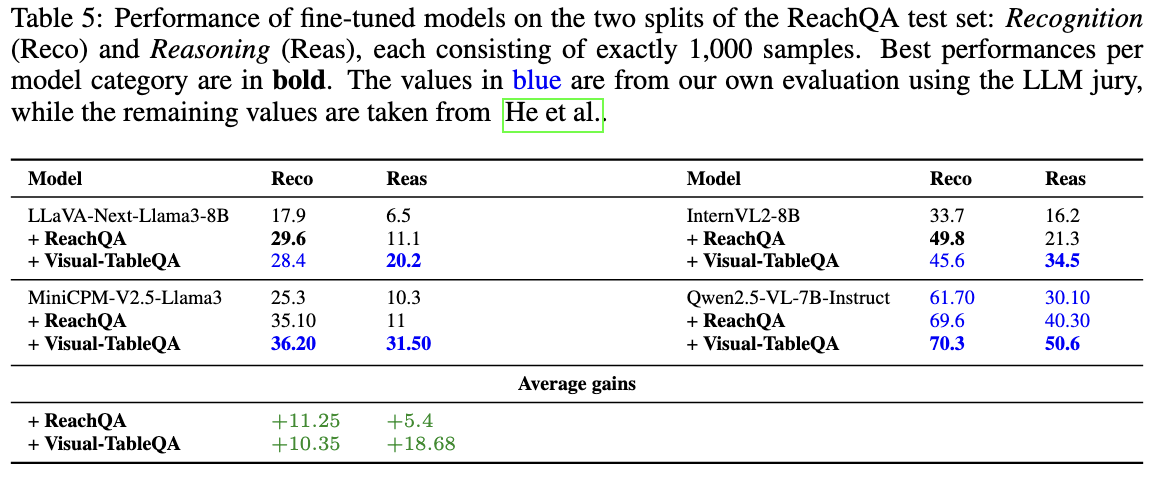 Table 5: Performance of fine-tuned models on the two splits of the ReachQA test set: Recognition
(Reco) and Reasoning (Reas), each consisting of exactly 1,000 samples. Best performances per
model category are in bold. The values in blue are from our own evaluation using the LLM jury,
while the remaining values are taken from He et al..
Model Reco Reas Model Reco Reas
LLaVA-Next-Llama3-8B 17.9 6.5 InternVL2-8B 33.7 16.2
+ ReachQA 29.6 11.1 + ReachQA 49.8 21.3
+ Visual-TableQA 28.4 20.2 + Visual-TableQA 45.6 34.5
MiniCPM-V2.5-Llama3 25.3 10.3 Qwen2.5-VL-7B-Instruct 61.70 30.10
+ ReachQA 35.10 11 + ReachQA 69.6 40.30
+ Visual-TableQA 36.20 31.50 + Visual-TableQA 70.3 50.6
Average gains
+ ReachQA +11.25 +5.4
+ Visual-TableQA +10.35 +18.68